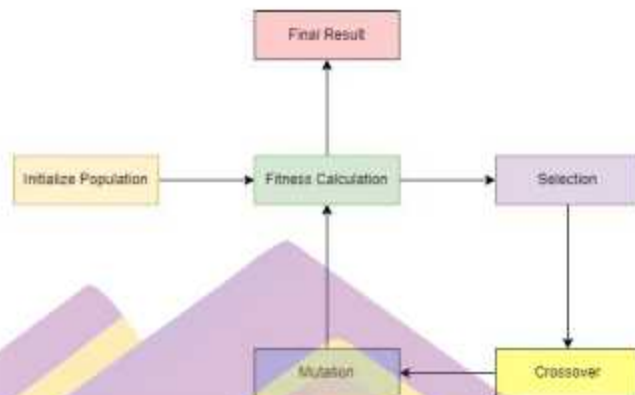 Final Result
Initialize Population
Fitness Calculation
Selection
Mutation
Crossover